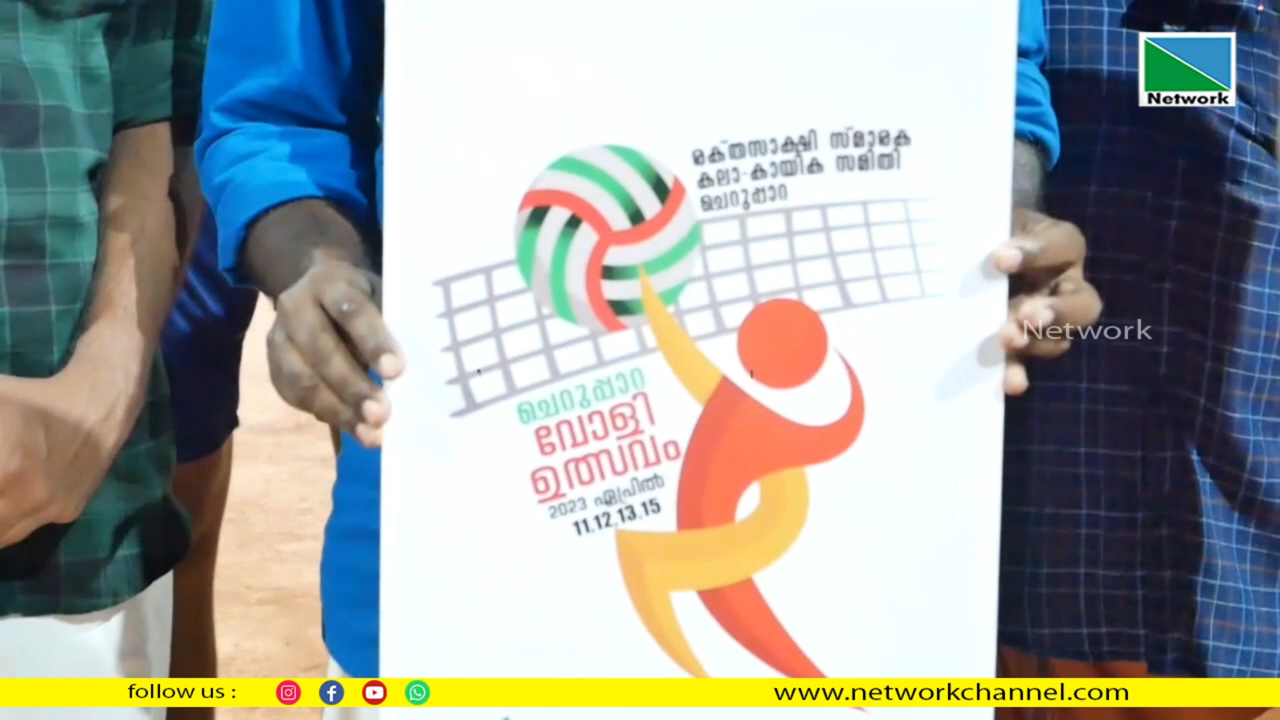 Network
രക്തസാക്ഷി സ്മാരക
കലാ-കായിക സമിതി
ചെറുപ്പാറ
Network
ചെറുപ്പാറ
വോളി
ഉത്സവം
2023 ഏപ്രിൽ
11.12.13.15
follow us :
www.networkchannel.com